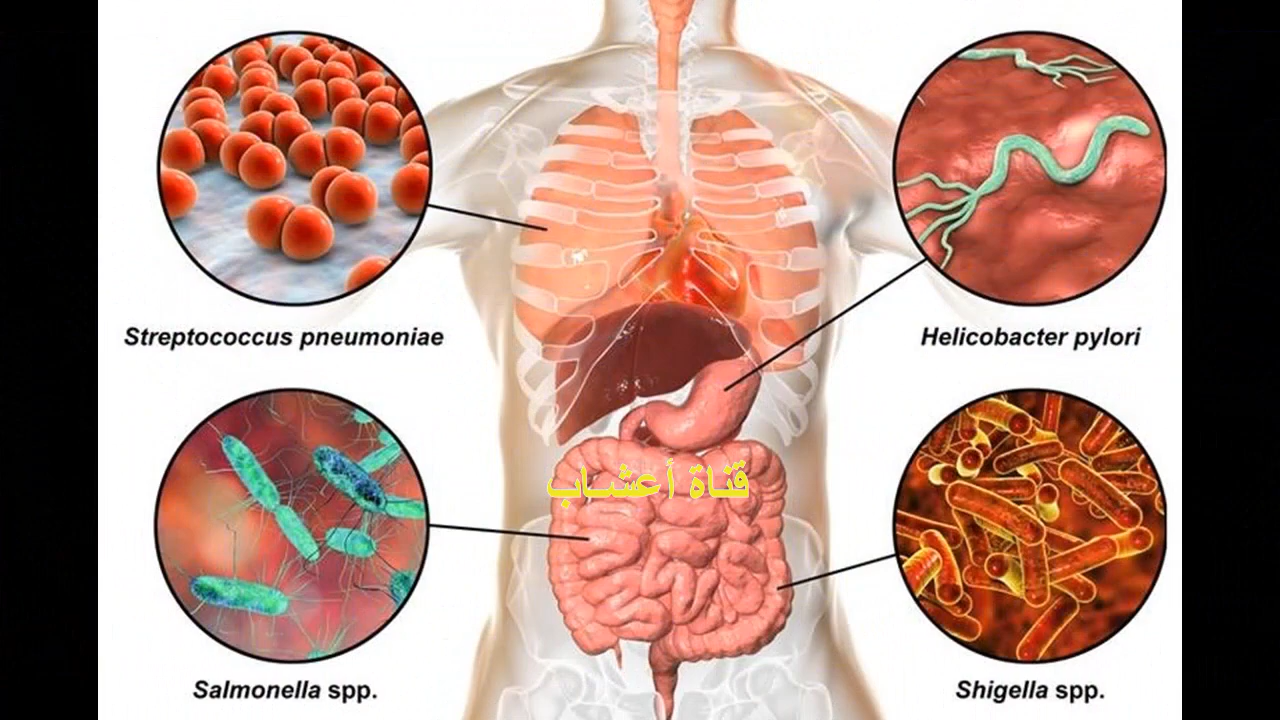 Streptococcus pneumoniae
Helicobacter pylori
قناة أعشاب
Salmonella spp.
Shigella spp.